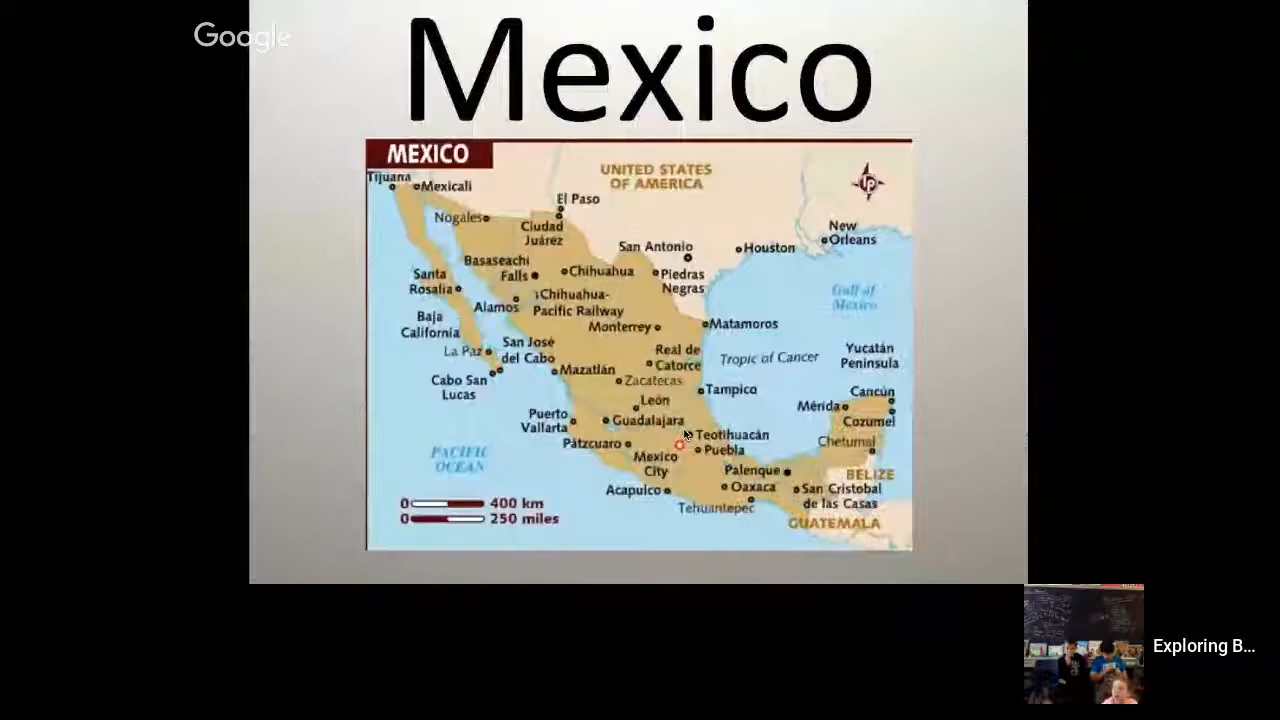 Google
Mexico
MEXICO
UNITED STATES
OF AMERICA
Tijuana
Mexicali
El Paso
Nogales
Ciudad
Juárez
New
Orleans
San Antonio
Houston
Basaseachi
Falls
Chihuahua
Piedras
Negras
Santa
Rosalia
Gulf of
Mexico
Alamos
Chihuahua-
Pacific Railway
Baja
California
Monterrey
Matamoros
San José
del Cabo
La Paz
Real de
Catorce
Tropic of Cancer
Yucatán
Peninsula
Mazatlán
Zacatecas
Cabo San
Lucas
Tampico
Cancún
León
Mérida
Puerto
Vallarta
Guadalajara
Cozumel
Teotihuacán
Chetumal
Pátzcuaro
Puebla
PACIFIC
OCEAN
Mexico
City
Palenque
BELIZE
Acapulco
Oaxaca
San Cristobal
de las Casas
Tehuantepec
GUATEMALA
0 400 km
0 250 miles
lp
Exploring B...